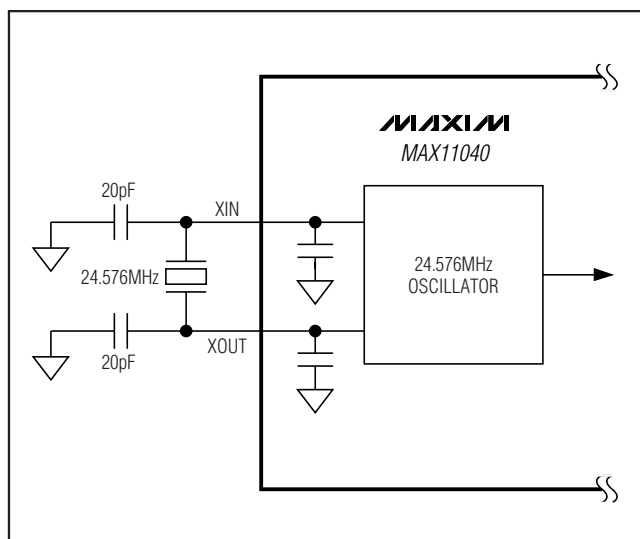 MAXIM
MAX11040
20pF
XIN
24.576MHz
24.576MHz
OSCILLATOR
XOUT
20pF